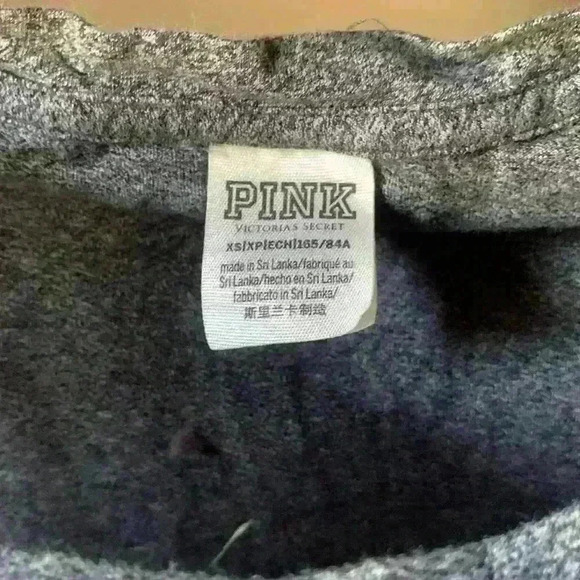 PINK
VICTORIA'S SECRET
XS|XP|ECH|165/84A
made in Sri Lanka/fabriqué au
Sri Lanka/hecho en Sri Lanka/
fabbricato in Sri Lanka/
斯里兰卡制造